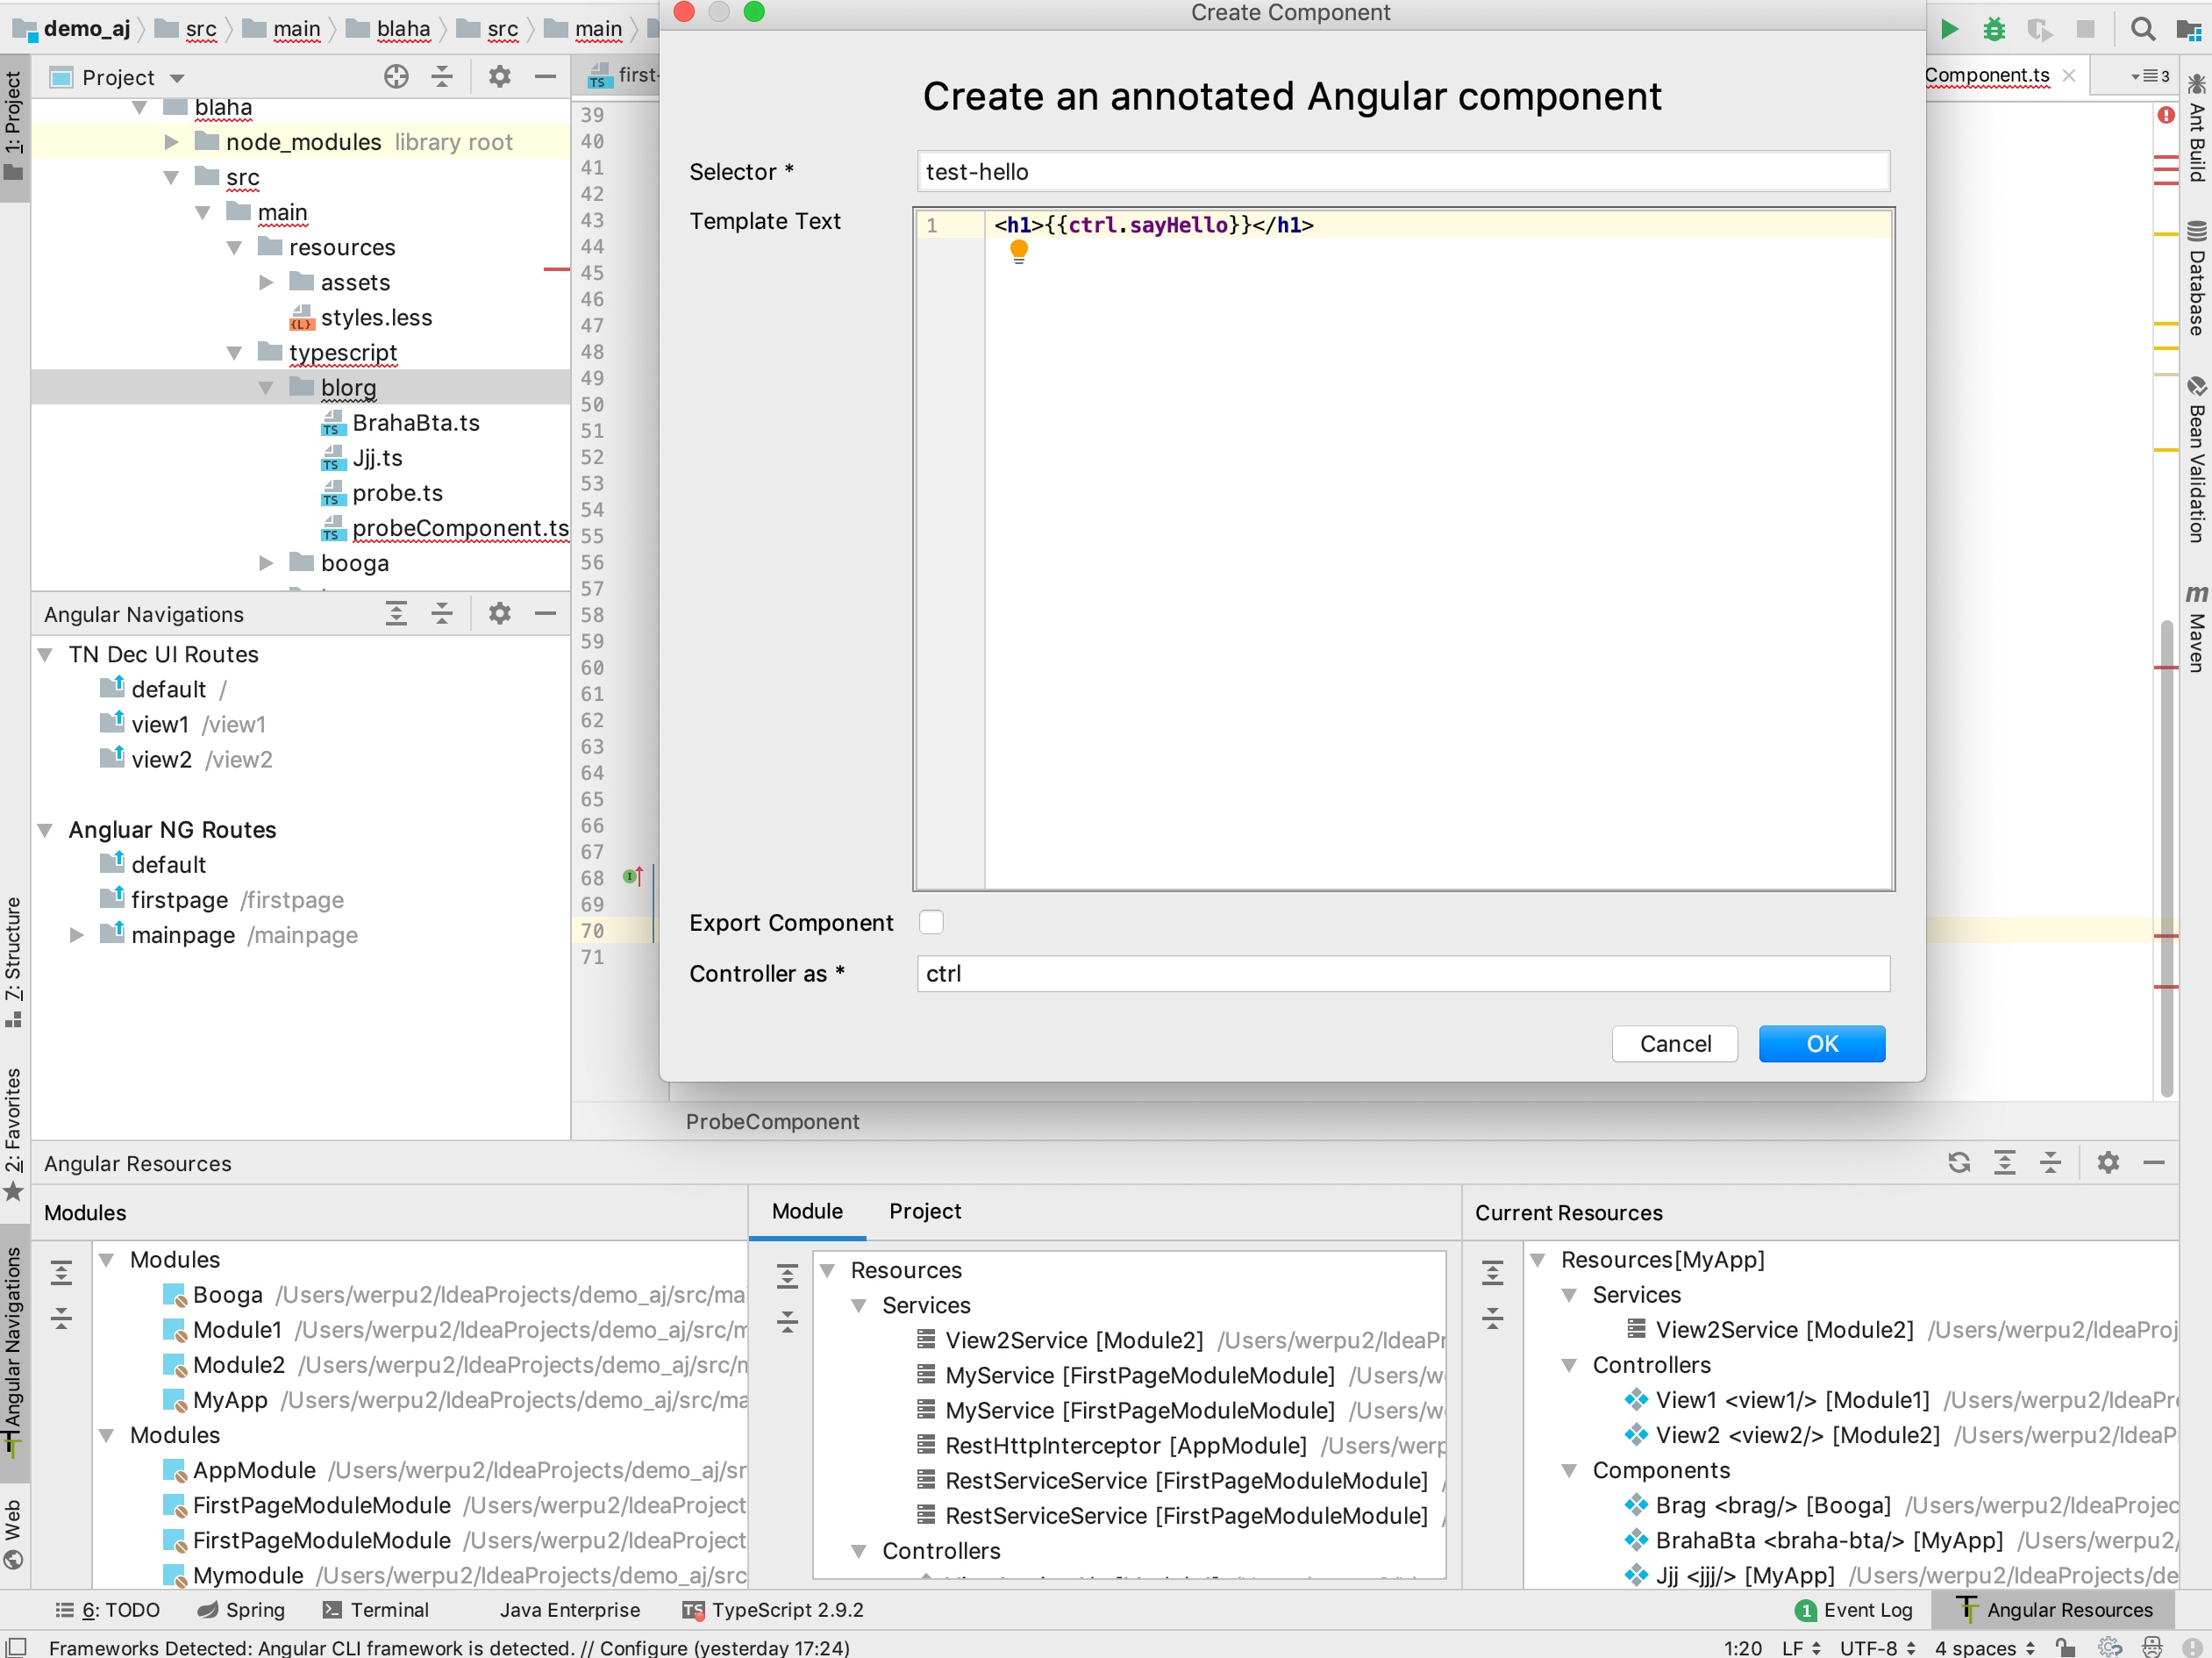 Create Component
demo_aj src main blaha src main
Component.ts
3
Project
first-
1: Project
blaha
node_modules library root
src
main
resources
assets
styles.less
typescript
blorg
BrahaBta.ts
Jjj.ts
probe.ts
probeComponent.ts
booga
39
40
41
42
43
44
45
46
47
48
49
50
51
52
53
54
55
56
57
58
59
60
61
62
63
64
65
66
67
68
69
70
71
Create an annotated Angular component
Selector *
test-hello
Template Text
1
<h1>{{ctrl.sayHello}}</h1>
Export Component
Controller as *
ctrl
Cancel
OK
ProbeComponent
Ant Build
Database
Bean Validation
m Maven
Angular Navigations
TN Dec UI Routes
default /
view1 /view1
view2 /view2
Angluar NG Routes
default
firstpage /firstpage
mainpage /mainpage
Z: Structure
2: Favorites
Angular Navigations
Web
Angular Resources
Modules
Modules
Booga /Users/werpu2/IdeaProjects/demo_aj/src/ma
Module1 /Users/werpu2/IdeaProjects/demo_aj/src/m
Module2 /Users/werpu2/IdeaProjects/demo_aj/src/m
MyApp /Users/werpu2/IdeaProjects/demo_aj/src/ma
Modules
AppModule /Users/werpu2/IdeaProjects/demo_aj/sr
FirstPageModuleModule /Users/werpu2/IdeaProject
FirstPageModuleModule /Users/werpu2/IdeaProject
Mymodule /Users/werpu2/IdeaProjects/demo_aj/src
Module Project
Resources
Services
View2Service [Module2] /Users/werpu2/IdeaPr
MyService [FirstPageModuleModule] /Users/w
MyService [FirstPageModuleModule] /Users/w
RestHttpInterceptor [AppModule] /Users/werp
RestServiceService [FirstPageModuleModule] /
RestServiceService [FirstPageModuleModule] /
Controllers
Current Resources
Resources[MyApp]
Services
View2Service [Module2] /Users/werpu2/IdeaProj
Controllers
View1 <view1/> [Module1] /Users/werpu2/IdeaPr
View2 <view2/> [Module2] /Users/werpu2/IdeaP
Components
Brag <brag/> [Booga] /Users/werpu2/IdeaProjec
BrahaBta <braha-bta/> [MyApp] /Users/werpu2/
Jjj <jjj/> [MyApp] /Users/werpu2/IdeaProjects/de
6: TODO Spring Terminal Java Enterprise TypeScript 2.9.2
1 Event Log Angular Resources
Frameworks Detected: Angular CLI framework is detected. // Configure (yesterday 17:24)
1:20 LF UTF-8 4 spaces